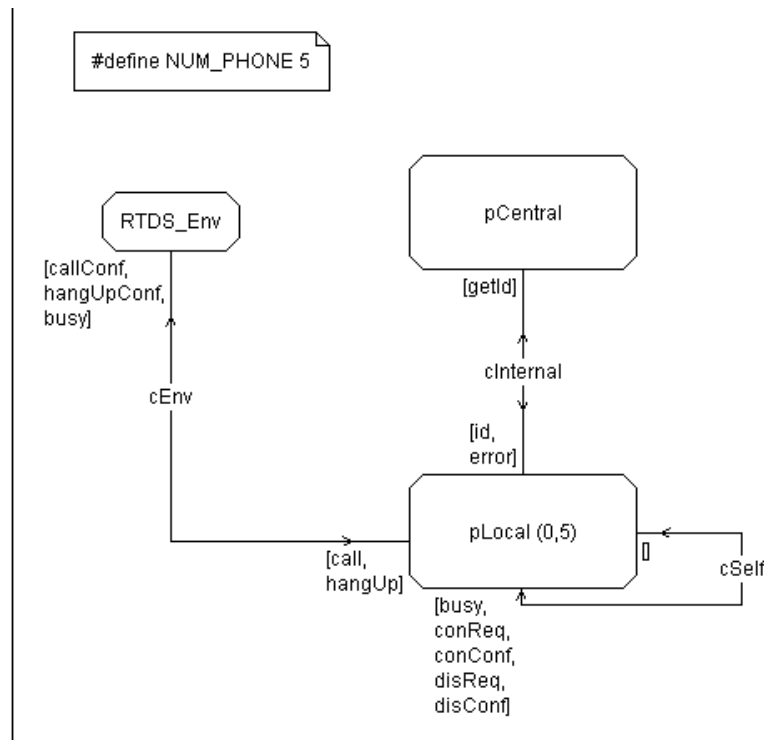 #define NUM_PHONE 5
RTDS_Env
pCentral
[callConf,
hangUpConf,
busy]
[getId]
cInternal
cEnv
[id,
error]
pLocal (0,5)
[call,
hangUp]
[]
cSelf
[busy,
conReq,
conConf,
disReq,
disConf]